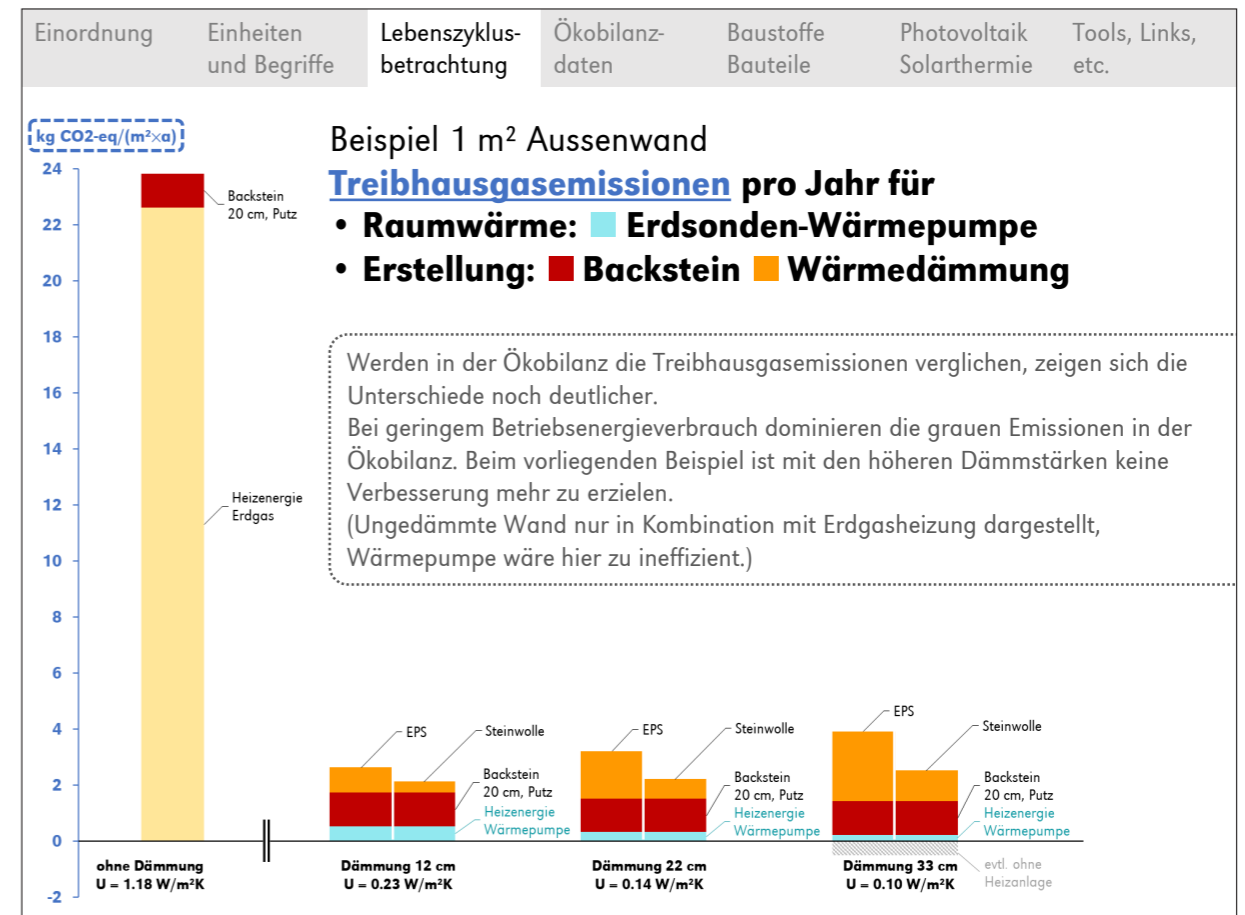 Einordnung
Einheiten
und Begriffe
Lebenszyklus-
betrachtung
Ökobilanz-
daten
Baustoffe
Bauteile
Photovoltaik
Solarthermie
Tools, Links,
etc.
kg CO2-eq/(m²×a)
Beispiel 1 m² Aussenwand
Treibhausgasemissionen pro Jahr für
• Raumwärme: Erdsonden-Wärmepumpe
• Erstellung: Backstein Wärmedämmung
Werden in der Ökobilanz die Treibhausgasemissionen verglichen, zeigen sich die
Unterschiede noch deutlicher.
Bei geringem Betriebsenergieverbrauch dominieren die grauen Emissionen in der
Ökobilanz. Beim vorliegenden Beispiel ist mit den höheren Dämmstärken keine
Verbesserung mehr zu erzielen.
(Ungedämmte Wand nur in Kombination mit Erdgasheizung dargestellt,
Wärmepumpe wäre hier zu ineffizient.)
24
22
20
18
16
14
12
10
8
6
4
2
0
-2
Backstein
20 cm, Putz
Heizenergie
Erdgas
EPS
Steinwolle
Backstein
20 cm, Putz
Heizenergie
Wärmepumpe
EPS
Steinwolle
Backstein
20 cm, Putz
Heizenergie
Wärmepumpe
EPS
Steinwolle
Backstein
20 cm, Putz
Heizenergie
Wärmepumpe
ohne Dämmung
U = 1.18 W/m²K
Dämmung 12 cm
U = 0.23 W/m²K
Dämmung 22 cm
U = 0.14 W/m²K
Dämmung 33 cm
U = 0.10 W/m²K
evtl. ohne
Heizanlage